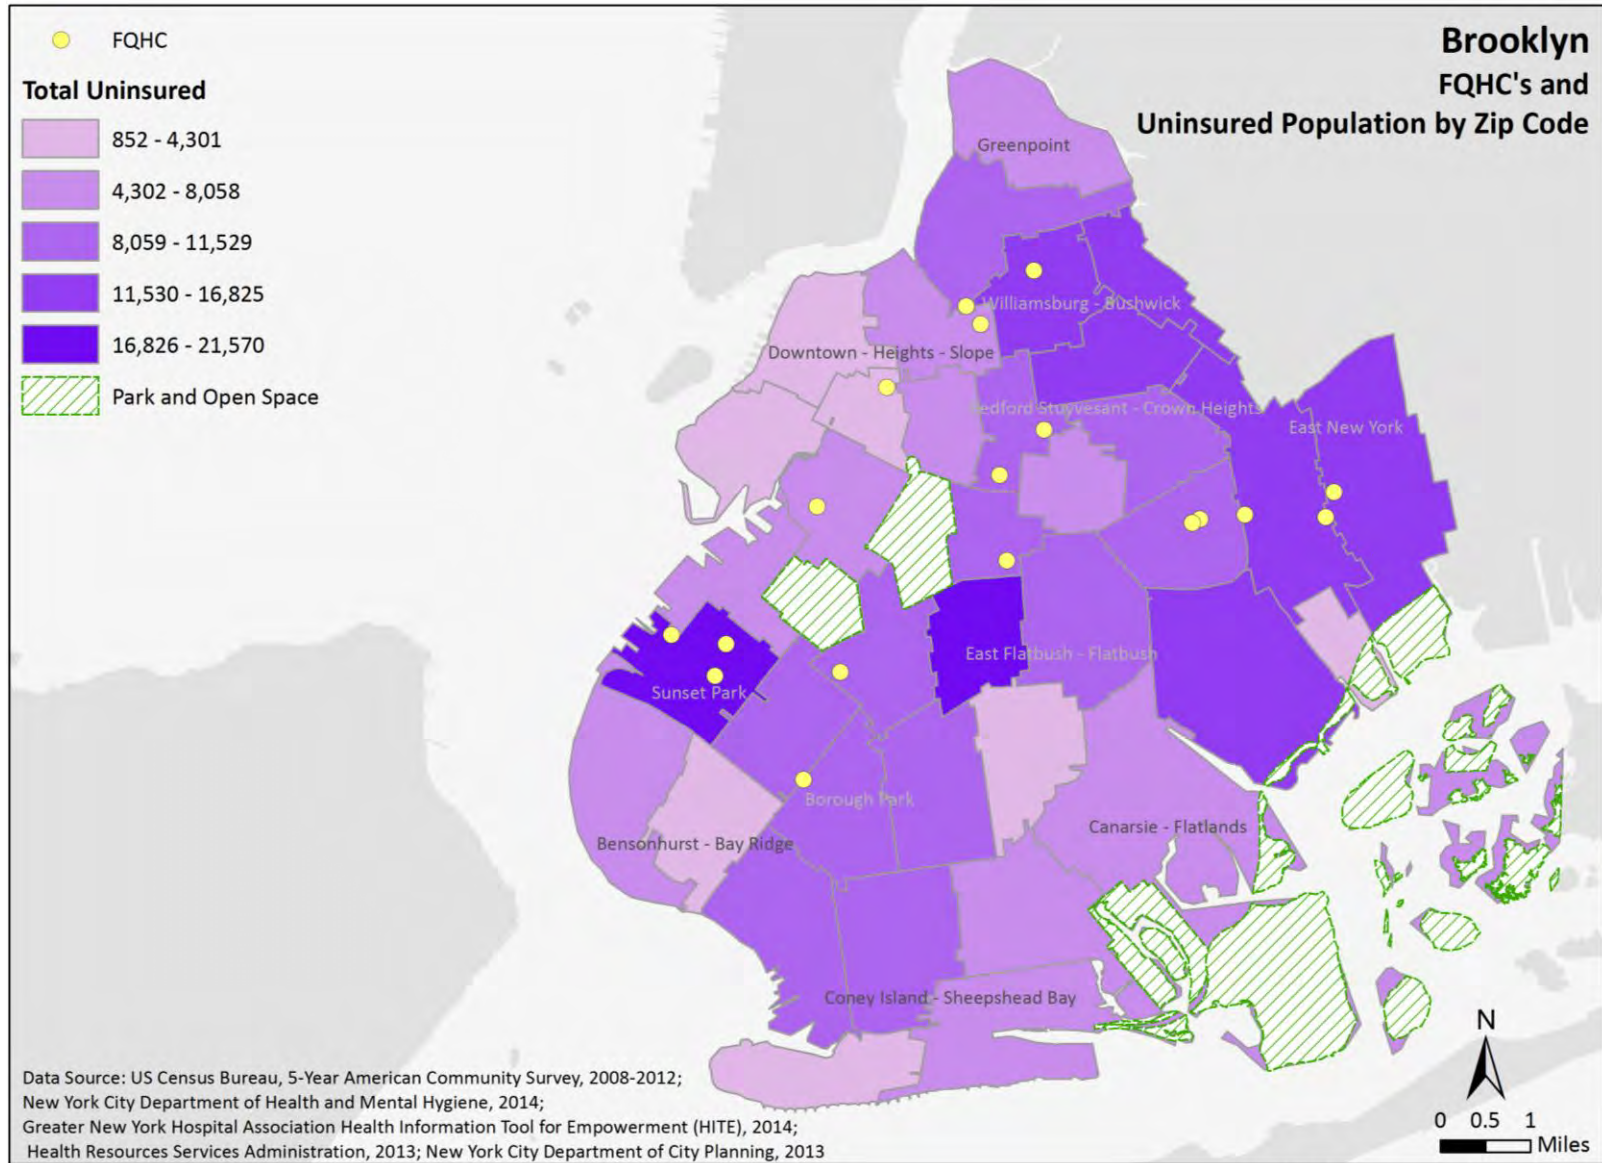 FQHC
Total Uninsured
852 - 4,301
4,302 - 8,058
8,059 - 11,529
11,530 - 16,825
16,826 - 21,570
Park and Open Space
Brooklyn
FQHC's and
Uninsured Population by Zip Code
Greenpoint
Williamsburg - Bushwick
Downtown - Heights - Slope
Bedford Stuyvesant - Crown Heights
East New York
East Flatbush - Flatbush
Sunset Park
Borough Park
Bensonhurst - Bay Ridge
Canarsie - Flatlands
Coney Island - Sheepshead Bay
Data Source: US Census Bureau, 5-Year American Community Survey, 2008-2012;
New York City Department of Health and Mental Hygiene, 2014;
Greater New York Hospital Association Health Information Tool for Empowerment (HITE), 2014;
Health Resources Services Administration, 2013; New York City Department of City Planning, 2013
N
0 0.5 1
Miles